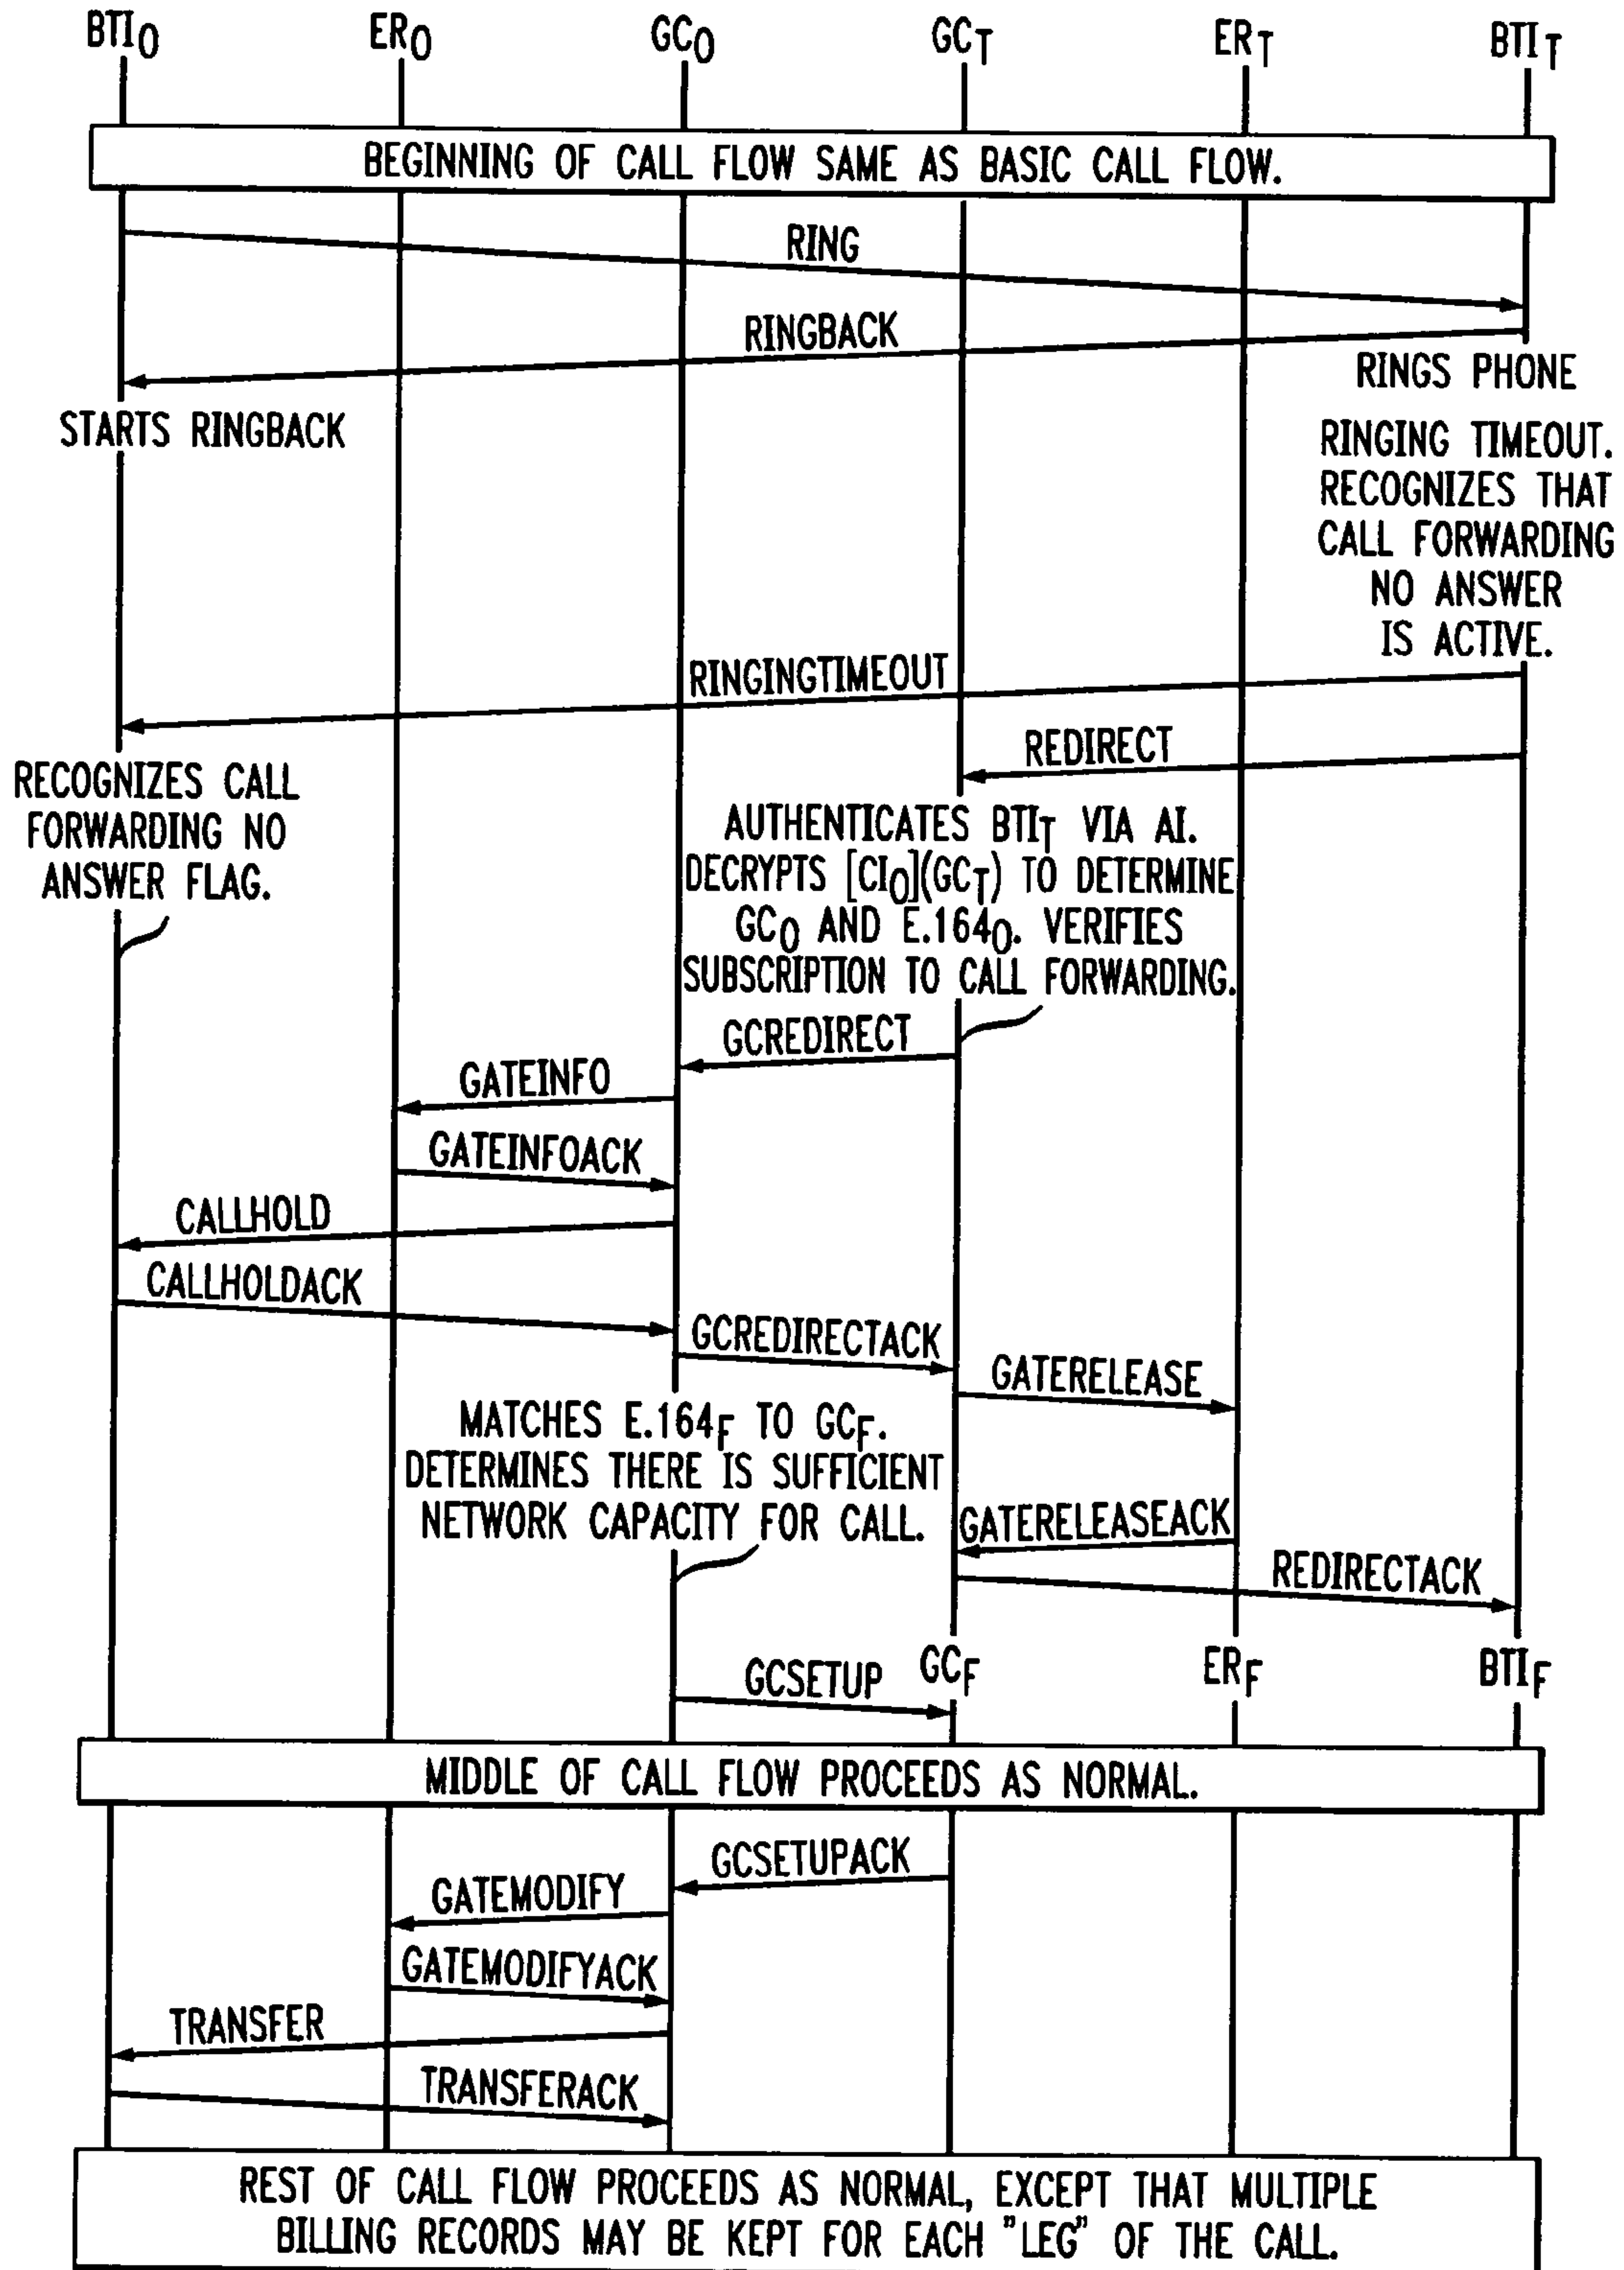 BTIO ERO GCO GCT ERT BTIT
BEGINNING OF CALL FLOW SAME AS BASIC CALL FLOW.
RING
RINGBACK
RINGS PHONE
STARTS RINGBACK
RINGING TIMEOUT.
RECOGNIZES THAT
CALL FORWARDING
NO ANSWER
IS ACTIVE.
RINGINGTIMEOUT
REDIRECT
RECOGNIZES CALL
FORWARDING NO
ANSWER FLAG.
AUTHENTICATES BTIT VIA AI.
DECRYPTS [CIO](GCT) TO DETERMINE
GCO AND E.164O. VERIFIES
SUBSCRIPTION TO CALL FORWARDING.
GCREDIRECT
GATEINFO
GATEINFOACK
CALLHOLD
CALLHOLDACK
GCREDIRECTACK
GATERELEASE
MATCHES E.164F TO GCF.
DETERMINES THERE IS SUFFICIENT
NETWORK CAPACITY FOR CALL.
GATERELEASEACK
REDIRECTACK
GCSETUP
GCF ERF BTIF
MIDDLE OF CALL FLOW PROCEEDS AS NORMAL.
GCSETUPACK
GATEMODIFY
GATEMODIFYACK
TRANSFER
TRANSFERACK
REST OF CALL FLOW PROCEEDS AS NORMAL, EXCEPT THAT MULTIPLE
BILLING RECORDS MAY BE KEPT FOR EACH "LEG" OF THE CALL.